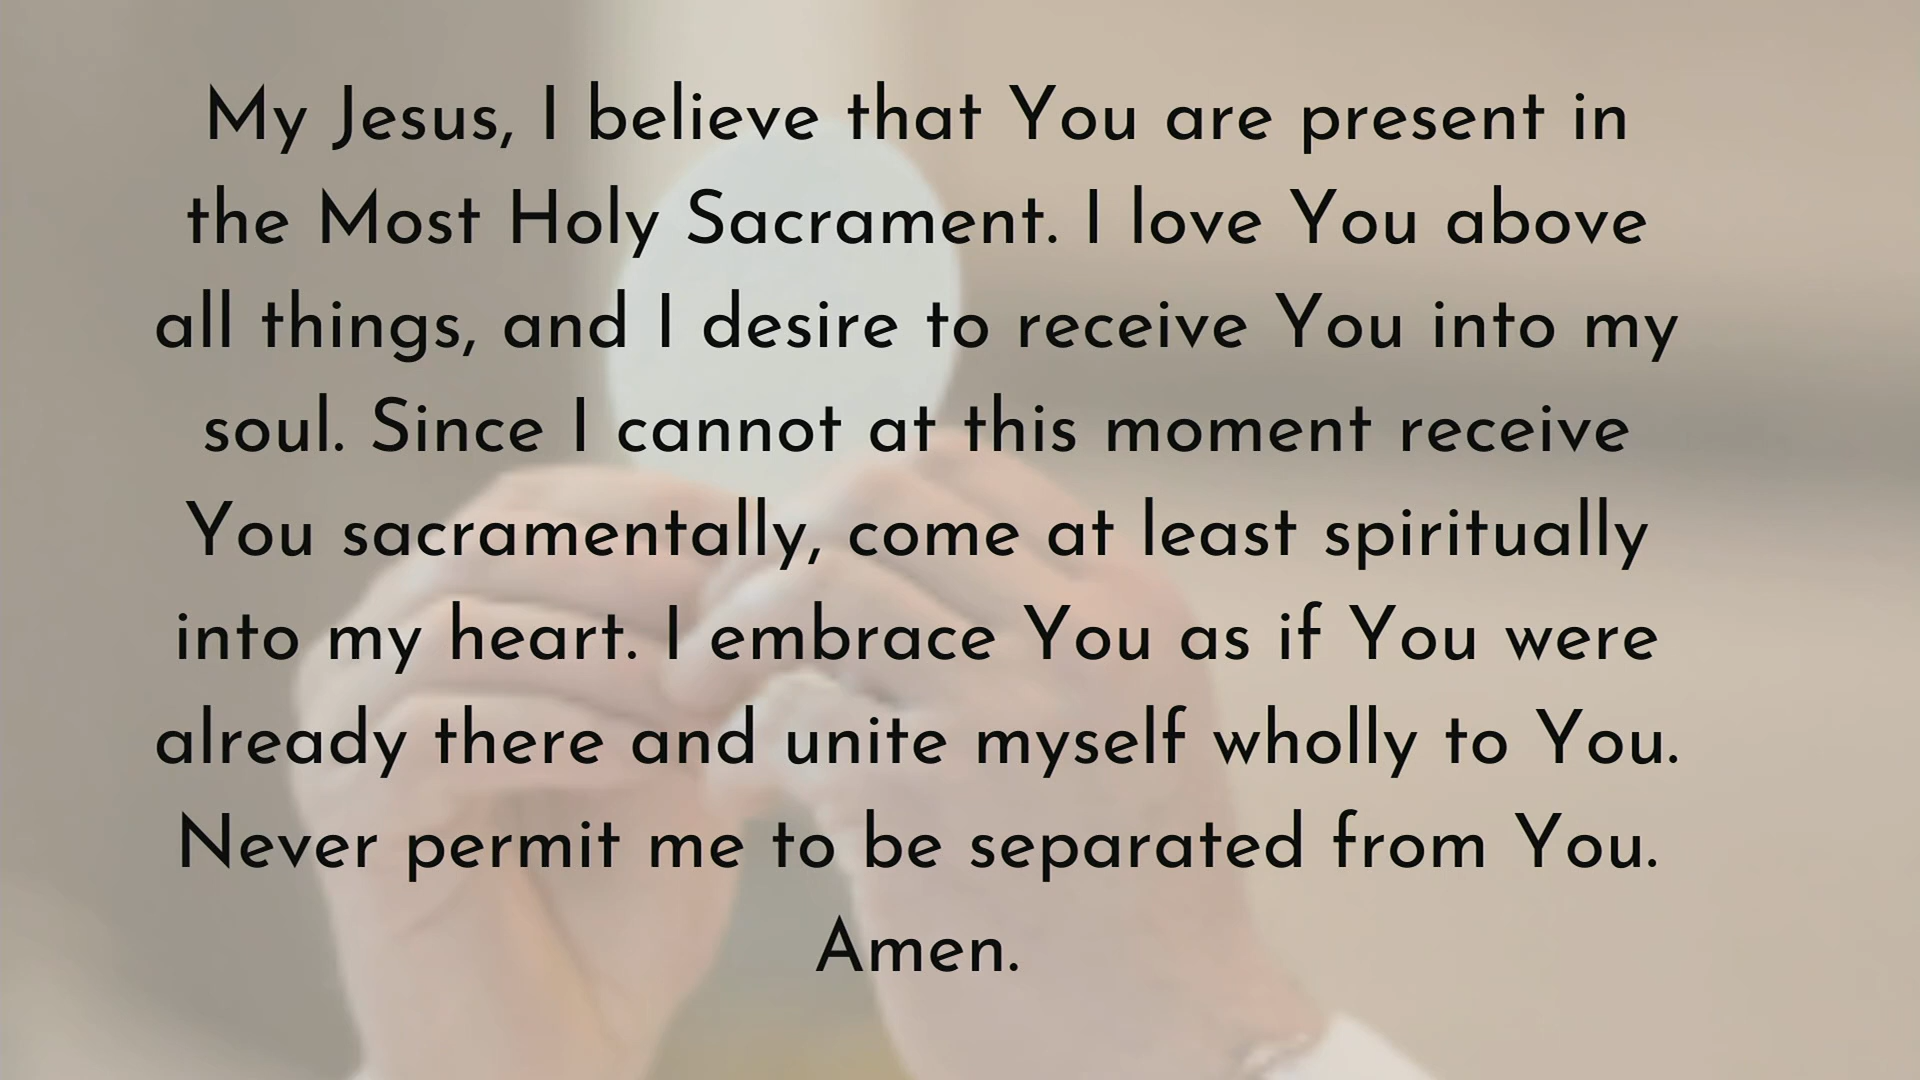 My Jesus, I believe that You are present in
the Most Holy Sacrament. I love You above
all things, and I desire to receive You into my
soul. Since I cannot at this moment receive
You sacramentally, come at least spiritually
into my heart. I embrace You as if You were
already there and unite myself wholly to You.
Never permit me to be separated from You.
Amen.